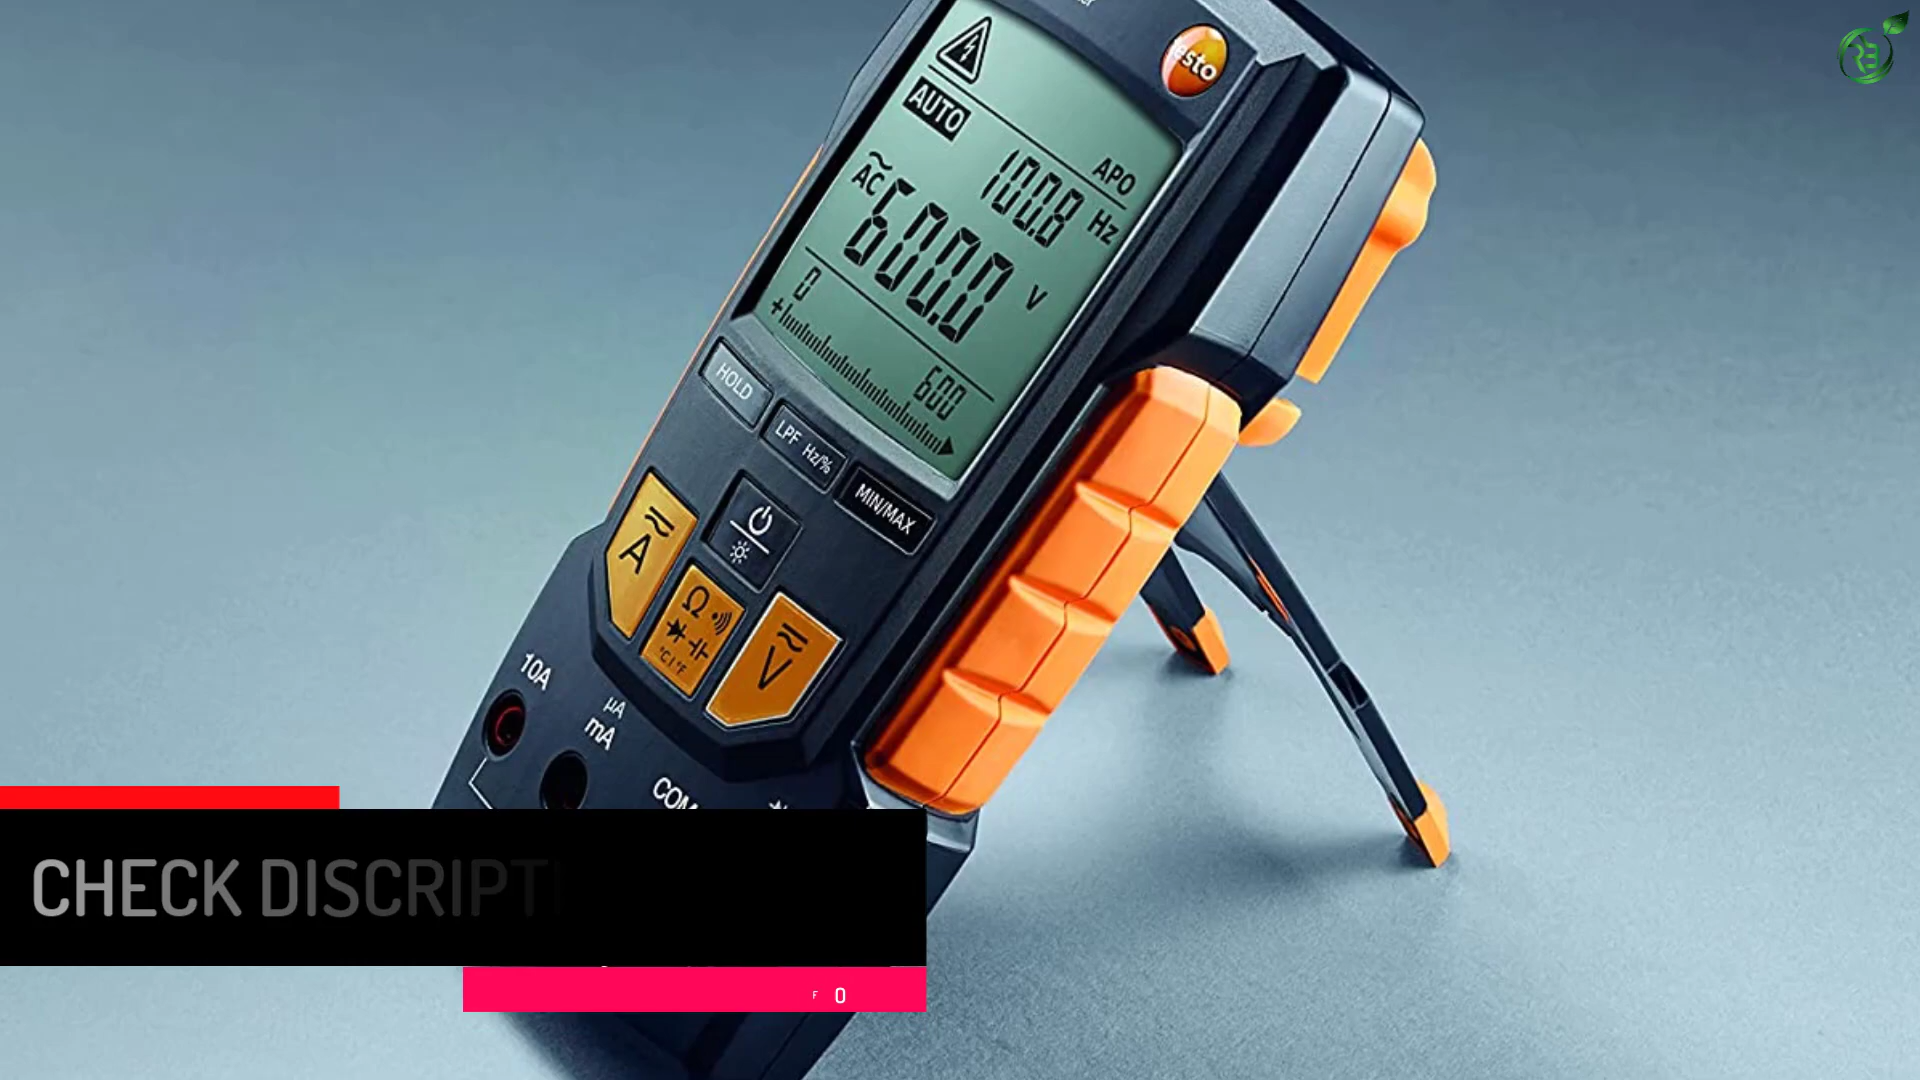 testo
AUTO
APO
100.8 Hz
AC
600.0 V
0
600
HOLD
LPF Hz/%
MIN/MAX
A
Ω
°C | °F
V
10A
µA
mA
COM
CHECK DISCRIPTI
F O